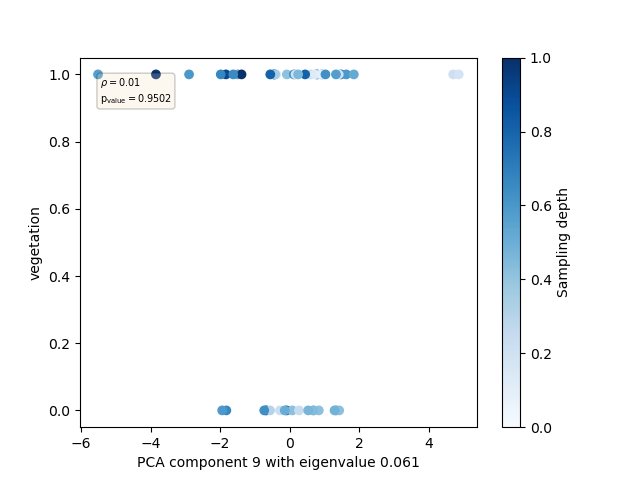 1.0
0.8
0.6
0.4
0.2
0.0
vegetation
ρ = 0.01
p_value = 0.9502
−6 −4 −2 0 2 4
PCA component 9 with eigenvalue 0.061
1.0
0.8
0.6
0.4
0.2
0.0
Sampling depth